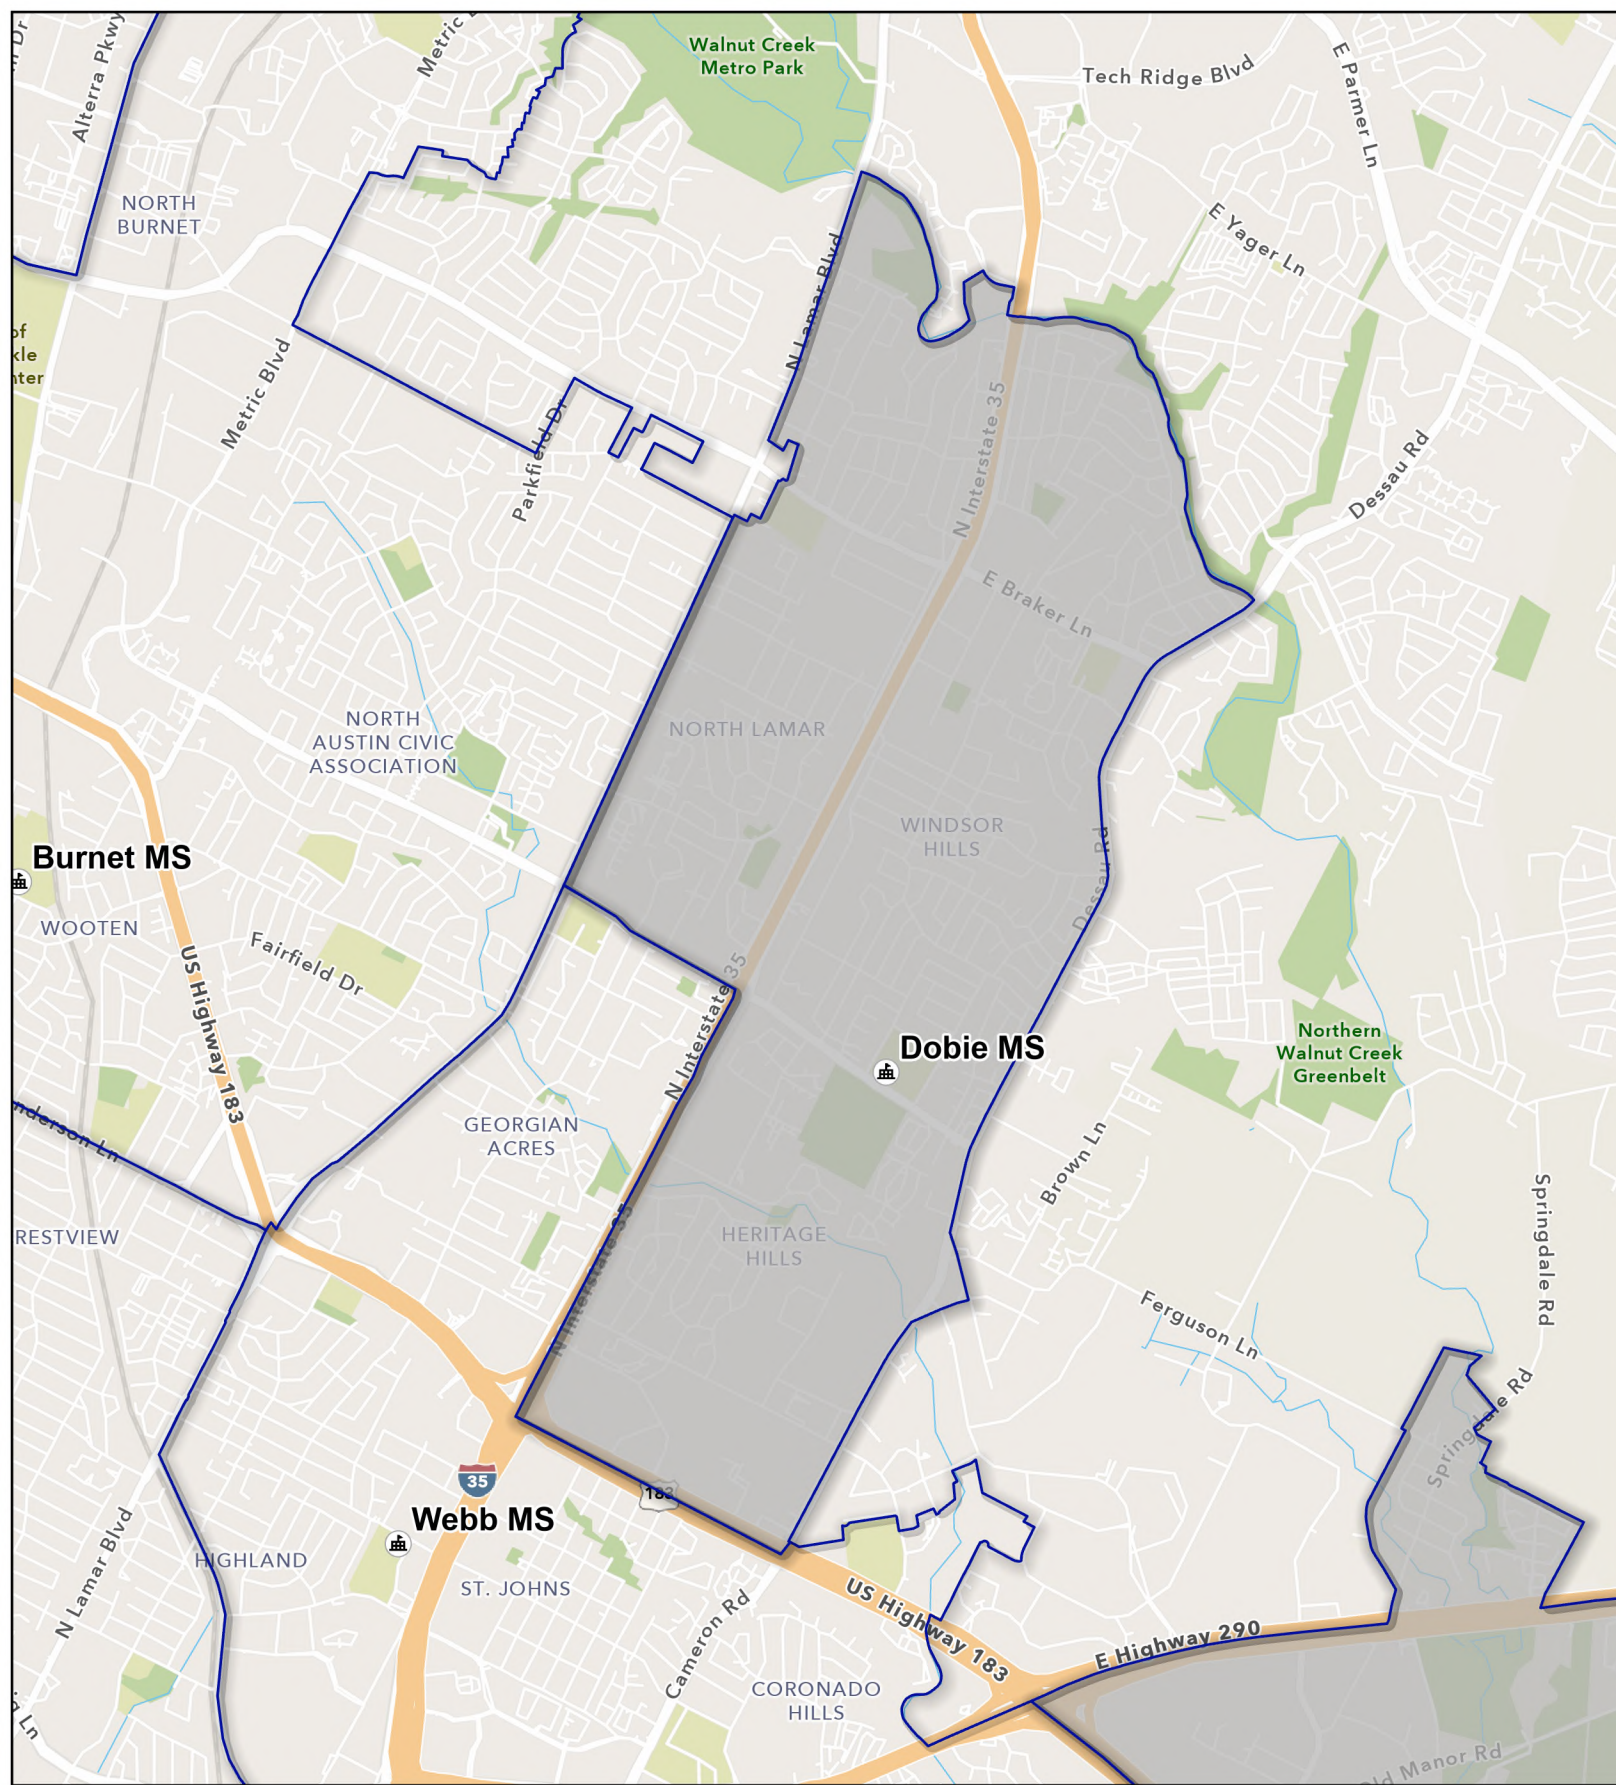 Walnut Creek
Metro Park
Tech Ridge Blvd
E Parmer Ln
Alterra Pkwy
Metric
NORTH
BURNET
E Yager Ln
N Lamar Blvd
Metric Blvd
Parkfield Dr
N Interstate 35
Dessau Rd
E Braker Ln
NORTH
AUSTIN CIVIC
ASSOCIATION
NORTH LAMAR
WINDSOR
HILLS
Burnet MS
WOOTEN
Dessau Rd
Fairfield Dr
US Highway 183
N Interstate 35
Dobie MS
Northern
Walnut Creek
Greenbelt
GEORGIAN
ACRES
Brown Ln
nderson Ln
RESTVIEW
HERITAGE
HILLS
N Interstate 35
Springdale Rd
Ferguson Ln
Springdale Rd
35
183
Webb MS
N Lamar Blvd
HIGHLAND
ST. JOHNS
Cameron Rd
US Highway 183
E Highway 290
CORONADO
HILLS
Old Manor Rd